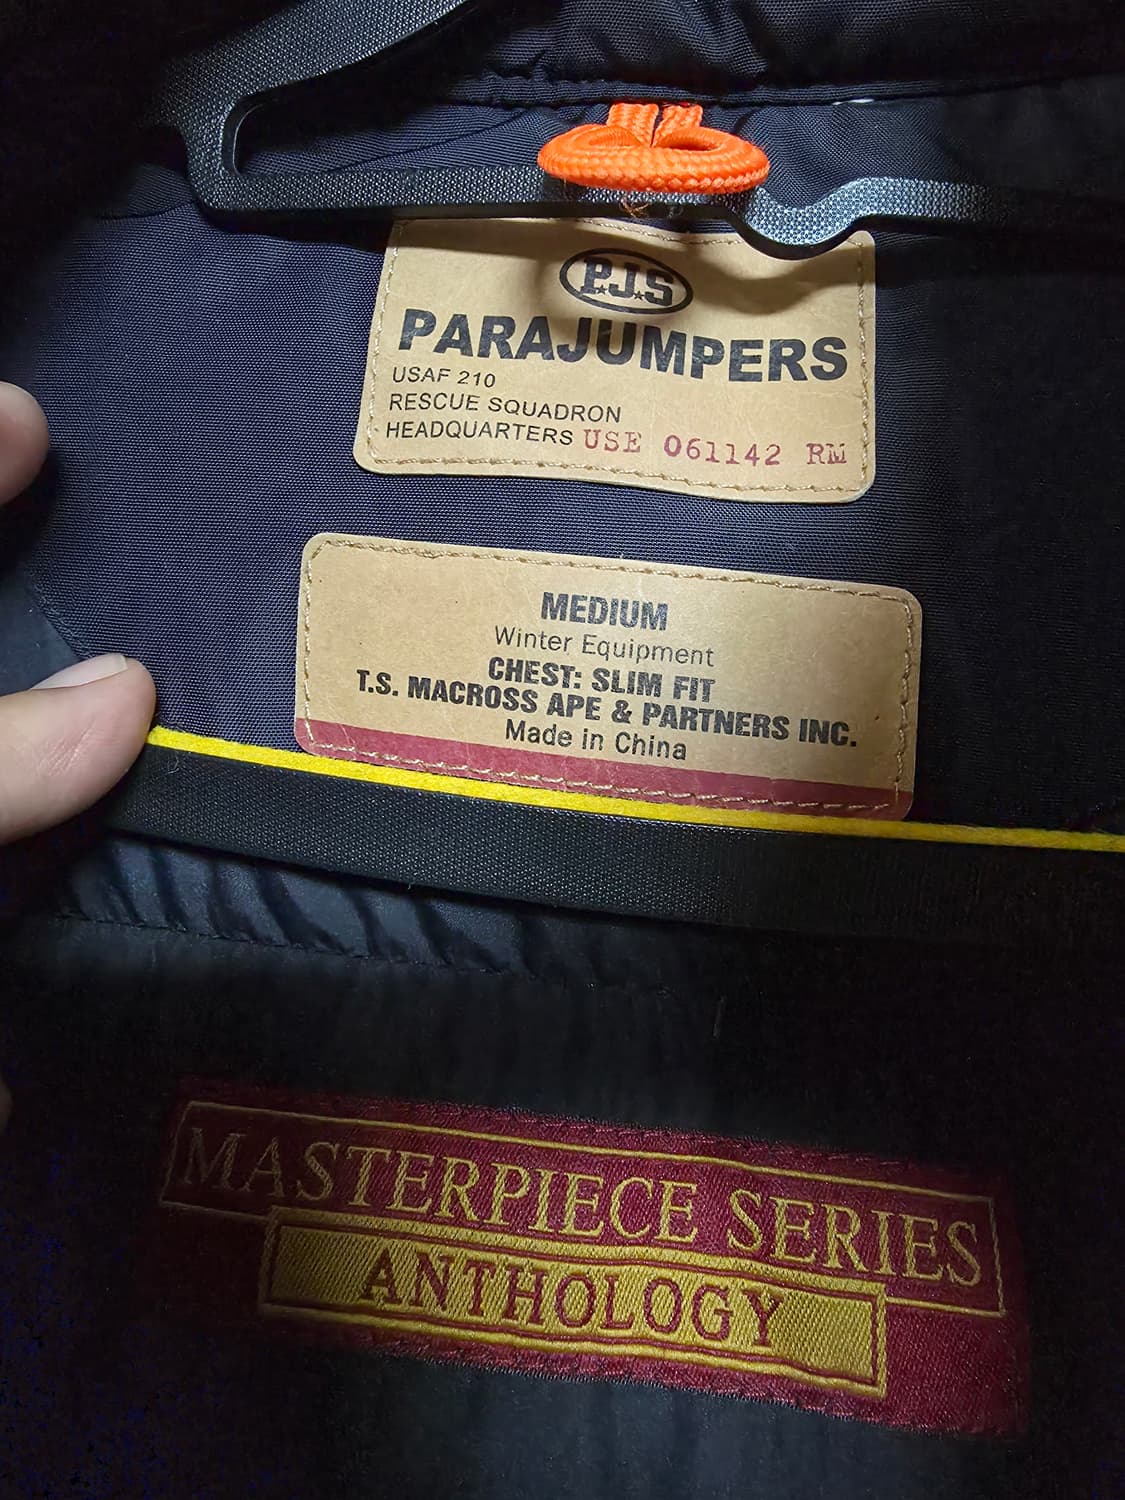 P.J.S
PARAJUMPERS
USAF 210
RESCUE SQUADRON
HEADQUARTERS USE 061142 RM
MEDIUM
Winter Equipment
CHEST: SLIM FIT
T.S. MACROSS APE & PARTNERS INC.
Made in China
MASTERPIECE SERIES
ANTHOLOGY